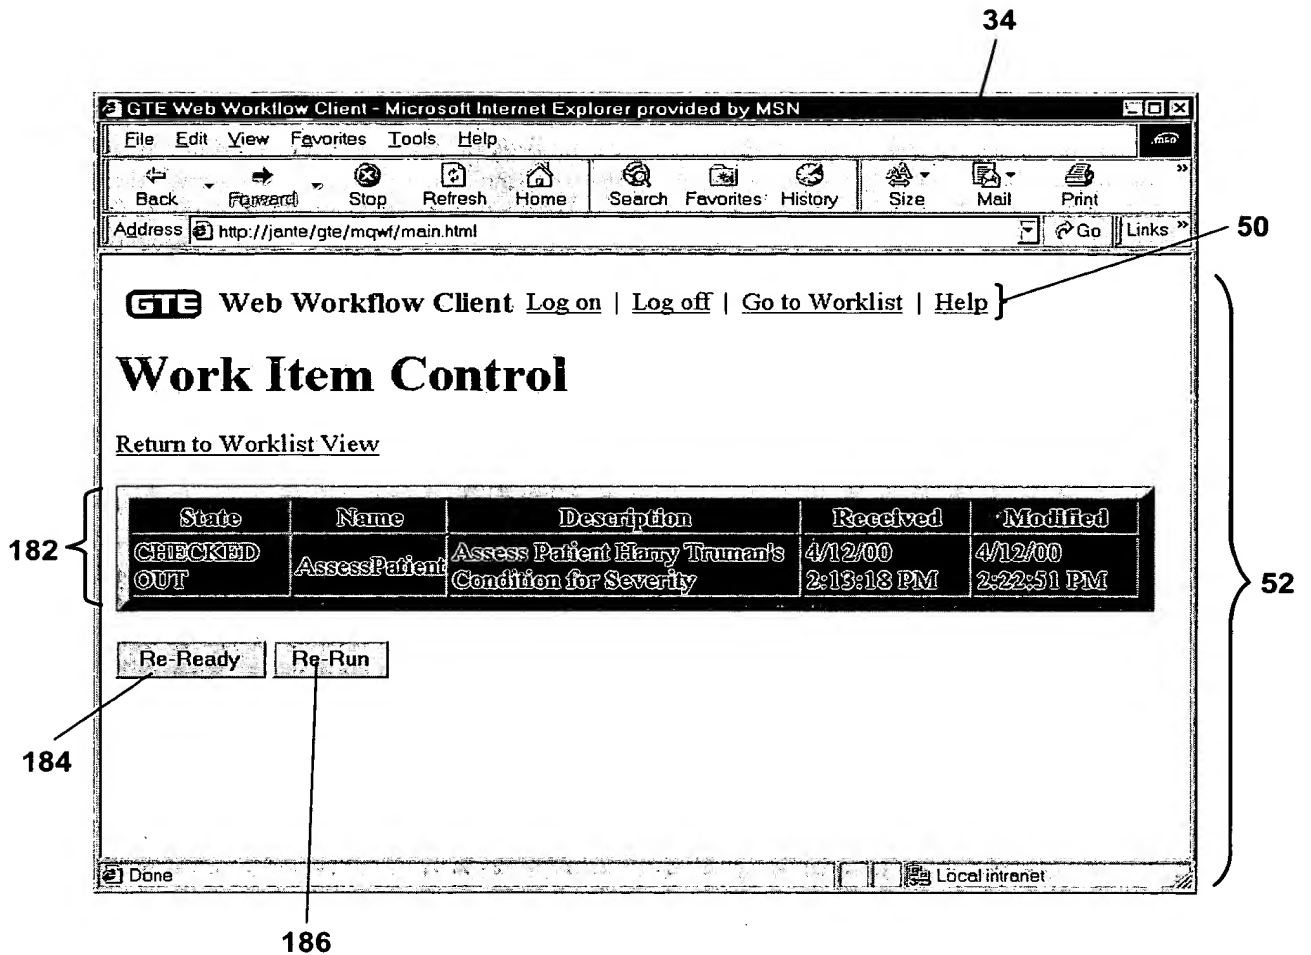 34
GTE Web Workflow Client - Microsoft Internet Explorer provided by MSN
File Edit View Favorites Tools Help
Back Forward Stop Refresh Home Search Favorites History Size Mail Print »
Address http://jante/gte/mqwf/main.html Go Links »
50
GTE Web Workflow Client Log on | Log off | Go to Worklist | Help
Work Item Control
Return to Worklist View
182
State Name Description Received Modified
CHECKED OUT AssessPatient Assess Patient Harry Truman's Condition for Severity 4/12/00 2:13:18 PM 4/12/00 2:22:51 PM
52
Re-Ready Re-Run
184
Done Local intranet
186